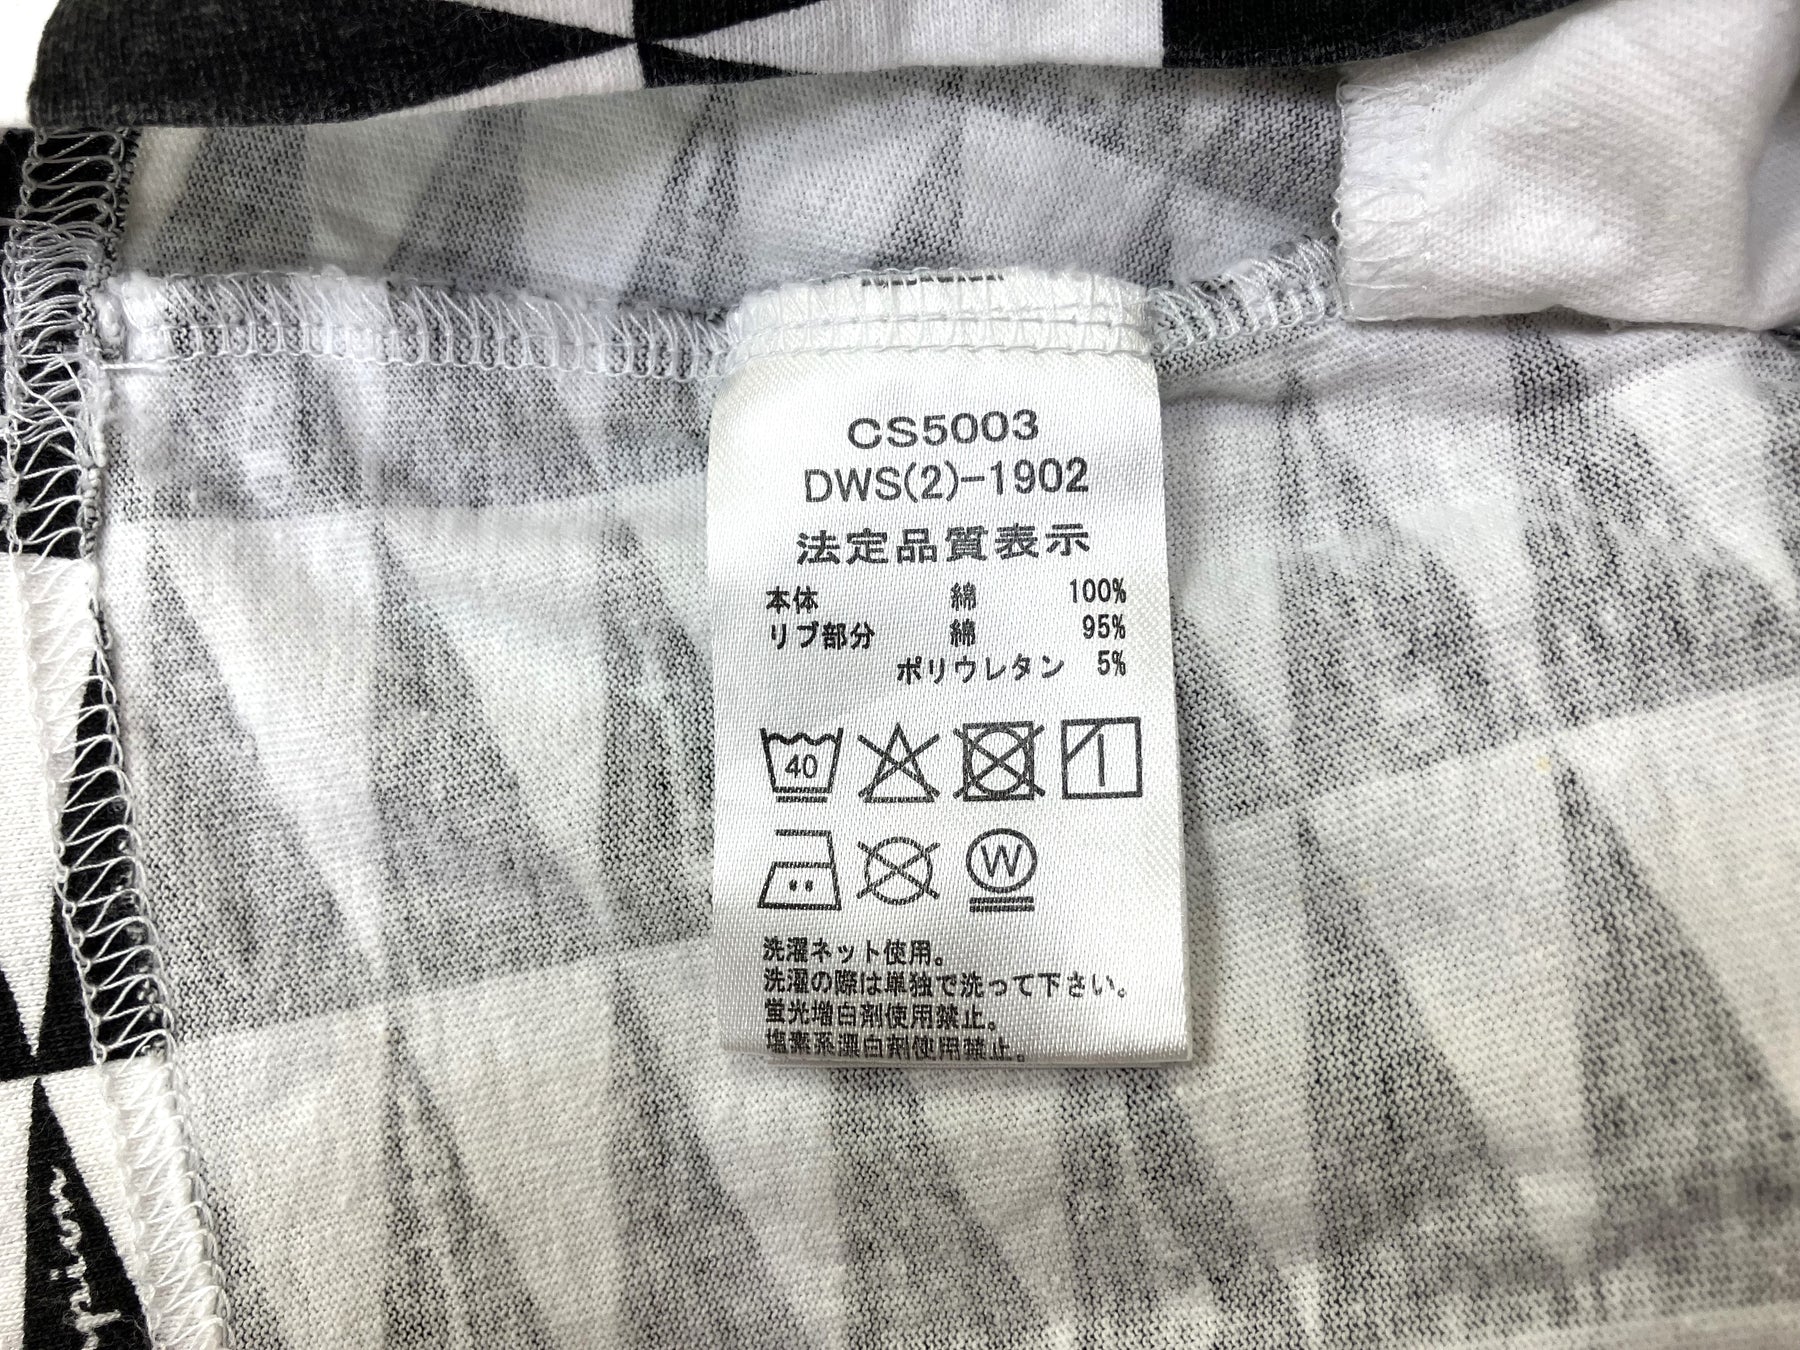 CS5003
DWS(2)-1902
法定品質表示
本体 綿 100%
リブ部分 綿 95%
ポリウレタン 5%
40
W
洗濯ネット使用。
洗濯の際は単独で洗って下さい。
蛍光増白剤使用禁止。
塩素系漂白剤使用禁止。